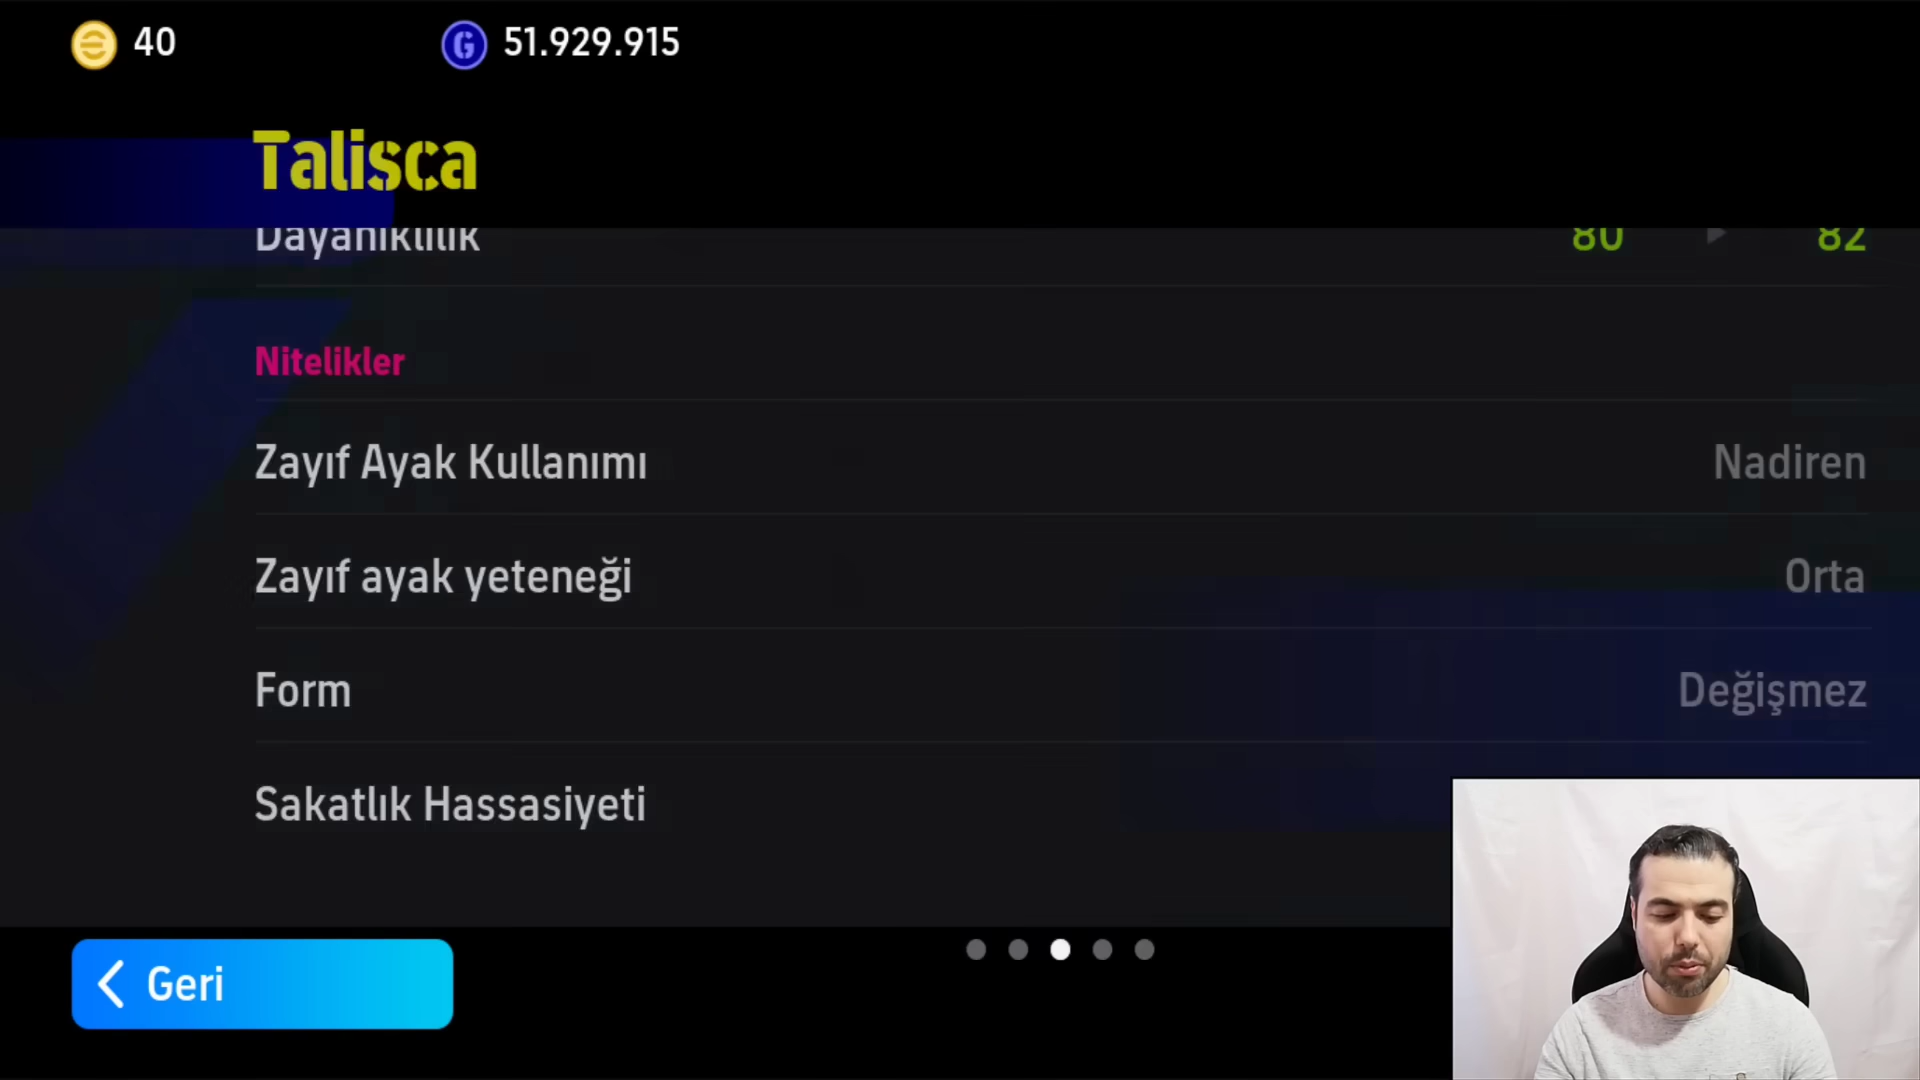 40
51.929.915
Talisca
Dayanıklılık 80 82
Nitelikler
Zayıf Ayak Kullanımı Nadiren
Zayıf ayak yeteneği Orta
Form Değişmez
Sakatlık Hassasiyeti
Geri